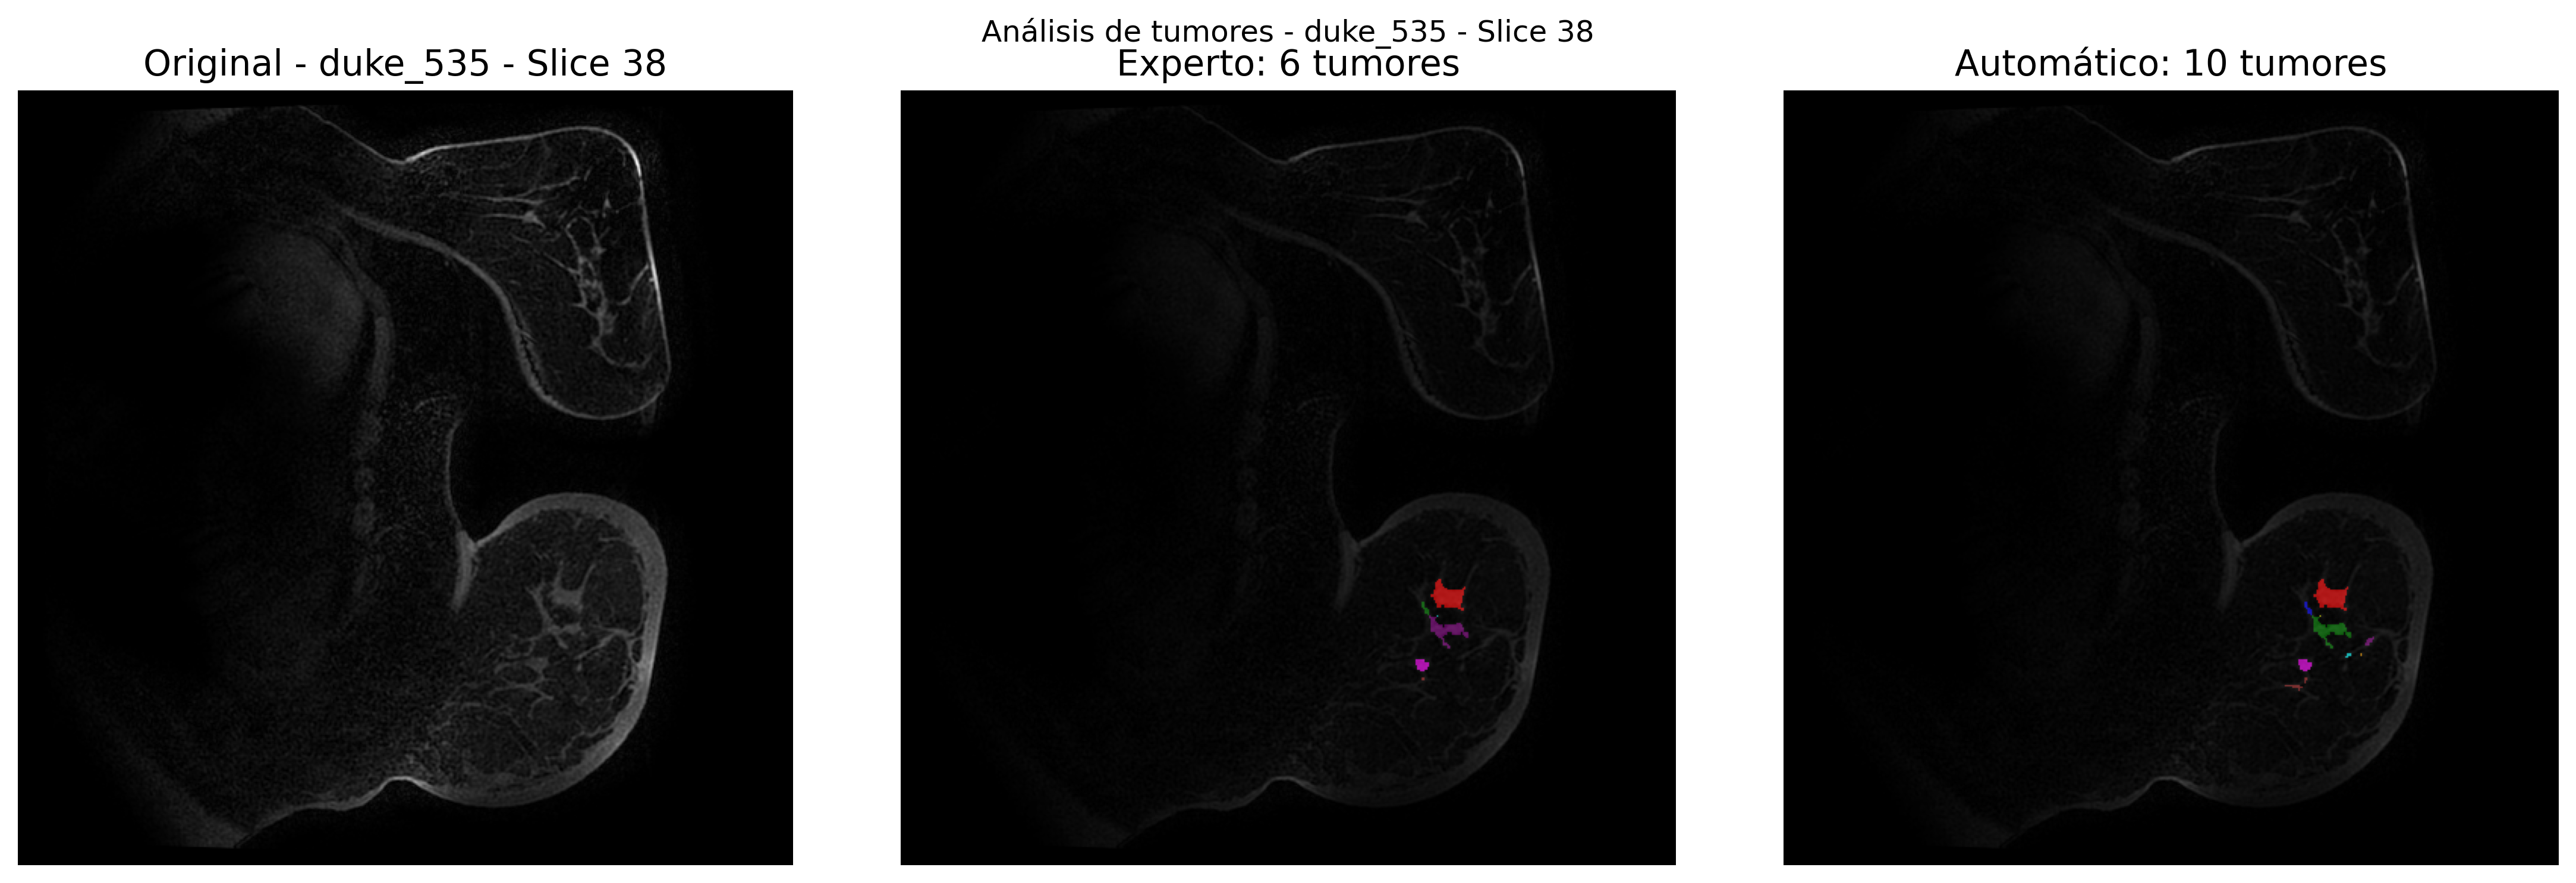 Análisis de tumores - duke_535 - Slice 38
Original - duke_535 - Slice 38
Experto: 6 tumores
Automático: 10 tumores